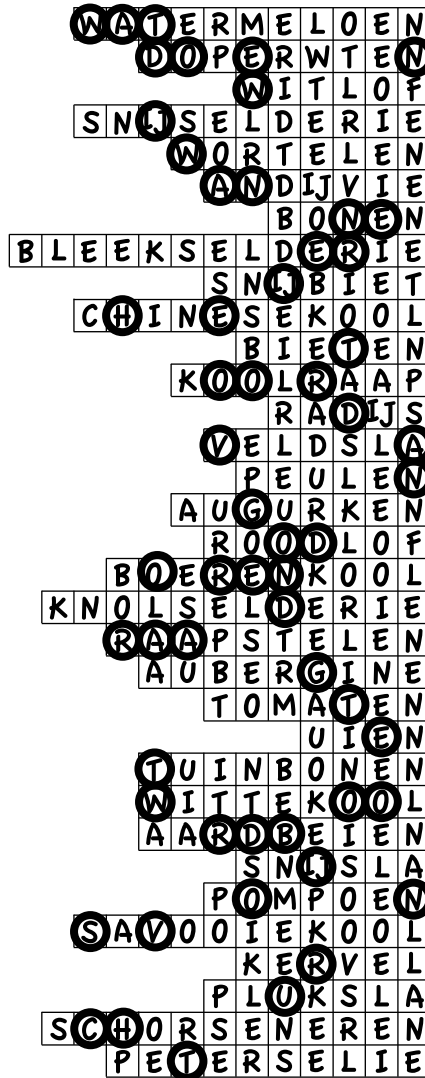 WATERMELOEN
DOPERWTEN
WITLOF
SNIJSELDERIE
WORTELEN
ANDIJVIE
BONEN
BLEEKSELDERIE
SNIJBIET
CHINESEKOOL
BIETEN
KOOLRAAP
RADIJS
VELDSLA
PEULEN
AUGURKEN
ROODLOF
BOERENKOOL
KNOLSELDERIE
RAAPSTELEN
AUBERGINE
TOMATEN
UIEN
TUINBONEN
WITTEKOOL
AARDBEIEN
SNIJSLA
POMPOEN
SAVOOIEKOOL
KERVEL
PLUKSLA
SCHORSENEREN
PETERSELIE